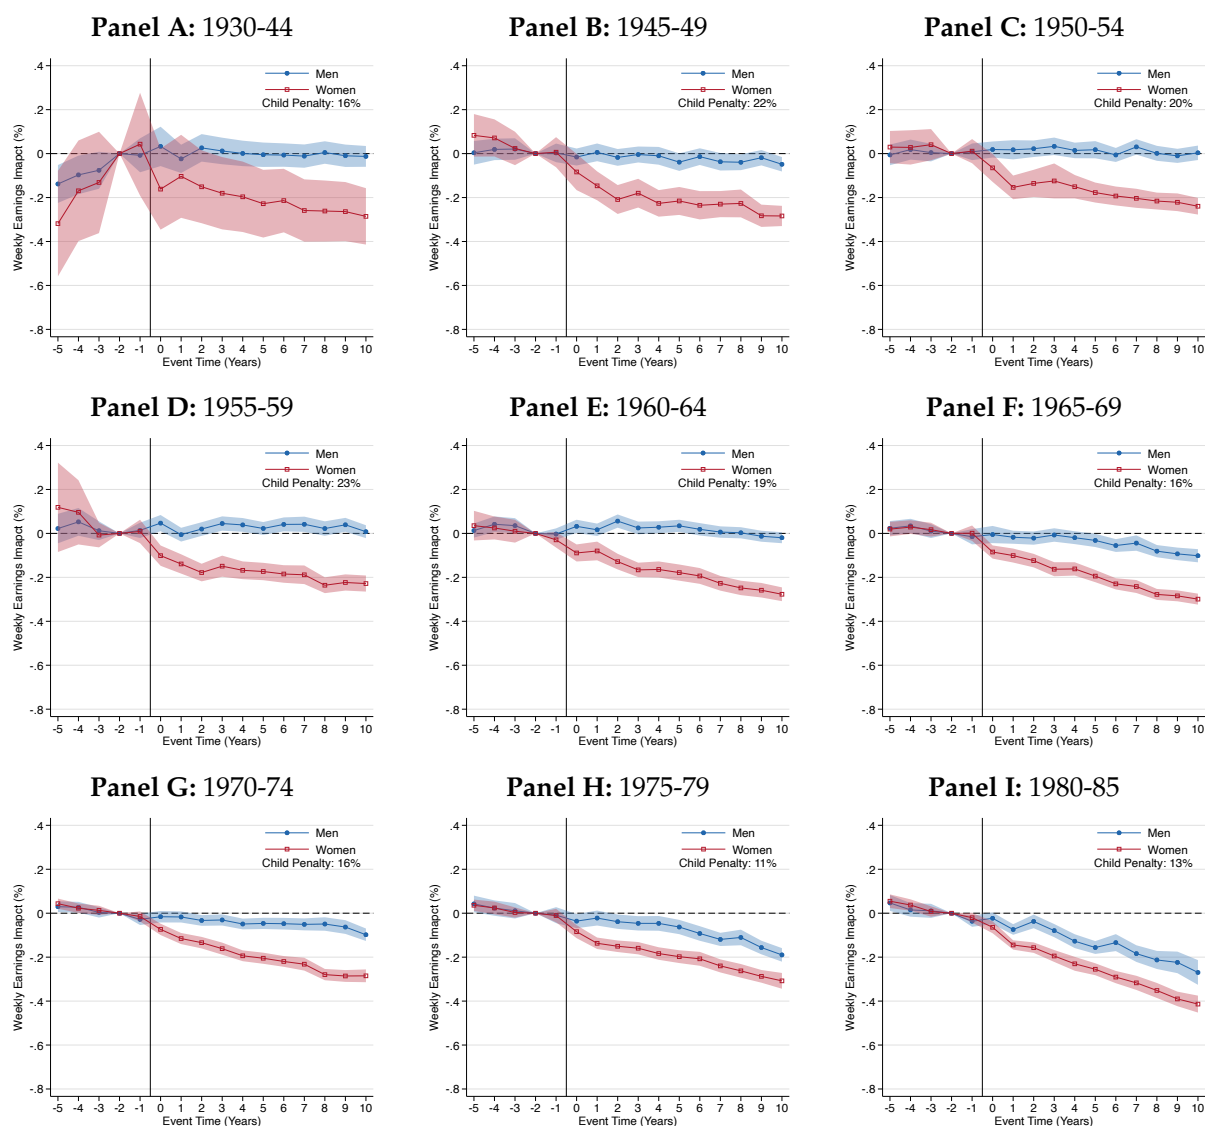 Panel A: 1930-44
Weekly Earnings Imapct (%)
.4
.2
0
-.2
-.4
-.6
-.8
Men
Women
Child Penalty: 16%
-5 -4 -3 -2 -1 0 1 2 3 4 5 6 7 8 9 10
Event Time (Years)
Panel B: 1945-49
Weekly Earnings Imapct (%)
.4
.2
0
-.2
-.4
-.6
-.8
Men
Women
Child Penalty: 22%
-5 -4 -3 -2 -1 0 1 2 3 4 5 6 7 8 9 10
Event Time (Years)
Panel C: 1950-54
Weekly Earnings Imapct (%)
.4
.2
0
-.2
-.4
-.6
-.8
Men
Women
Child Penalty: 20%
-5 -4 -3 -2 -1 0 1 2 3 4 5 6 7 8 9 10
Event Time (Years)
Panel D: 1955-59
Weekly Earnings Imapct (%)
.4
.2
0
-.2
-.4
-.6
-.8
Men
Women
Child Penalty: 23%
-5 -4 -3 -2 -1 0 1 2 3 4 5 6 7 8 9 10
Event Time (Years)
Panel E: 1960-64
Weekly Earnings Imapct (%)
.4
.2
0
-.2
-.4
-.6
-.8
Men
Women
Child Penalty: 19%
-5 -4 -3 -2 -1 0 1 2 3 4 5 6 7 8 9 10
Event Time (Years)
Panel F: 1965-69
Weekly Earnings Imapct (%)
.4
.2
0
-.2
-.4
-.6
-.8
Men
Women
Child Penalty: 16%
-5 -4 -3 -2 -1 0 1 2 3 4 5 6 7 8 9 10
Event Time (Years)
Panel G: 1970-74
Weekly Earnings Imapct (%)
.4
.2
0
-.2
-.4
-.6
-.8
Men
Women
Child Penalty: 16%
-5 -4 -3 -2 -1 0 1 2 3 4 5 6 7 8 9 10
Event Time (Years)
Panel H: 1975-79
Weekly Earnings Imapct (%)
.4
.2
0
-.2
-.4
-.6
-.8
Men
Women
Child Penalty: 11%
-5 -4 -3 -2 -1 0 1 2 3 4 5 6 7 8 9 10
Event Time (Years)
Panel I: 1980-85
Weekly Earnings Imapct (%)
.4
.2
0
-.2
-.4
-.6
-.8
Men
Women
Child Penalty: 13%
-5 -4 -3 -2 -1 0 1 2 3 4 5 6 7 8 9 10
Event Time (Years)